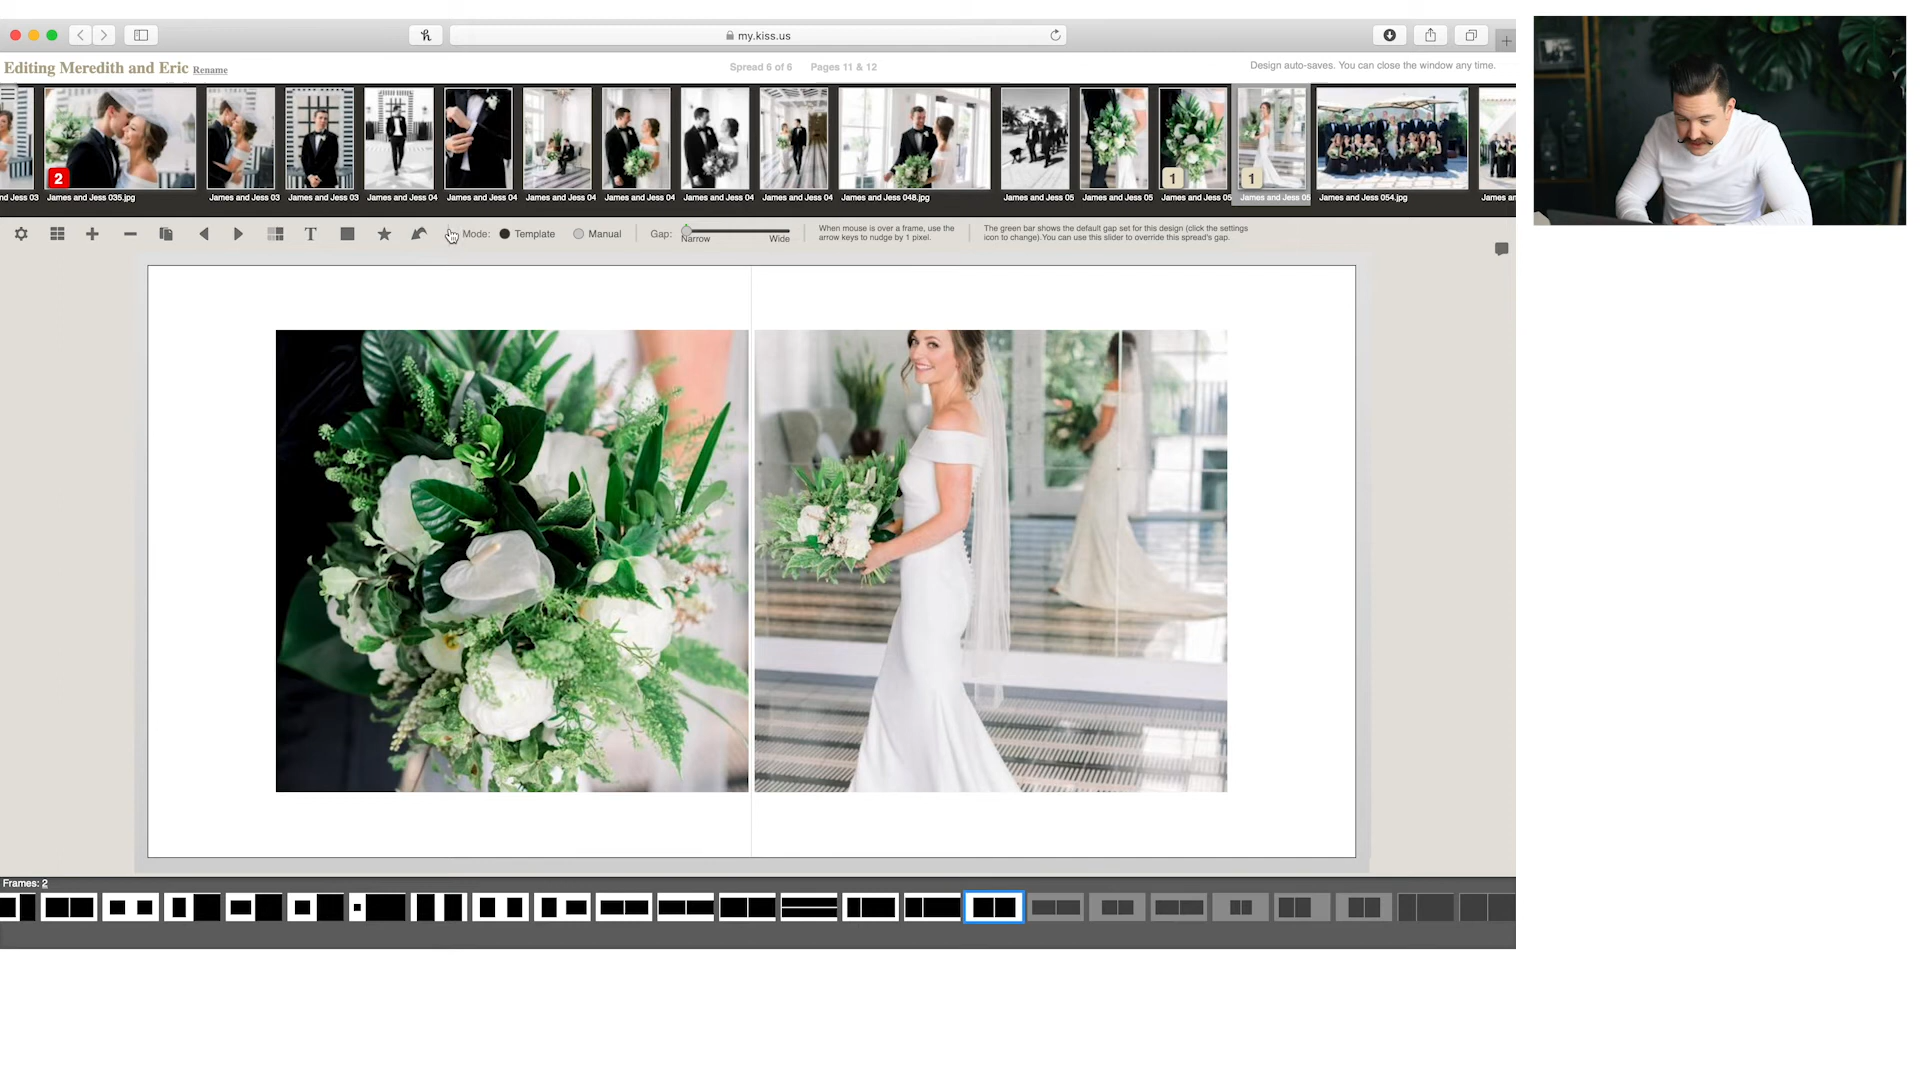 my.kiss.us
Editing Meredith and Eric Rename
Spread 6 of 6 Pages 11 & 12
Design auto-saves. You can close the window any time.
2
1
1
nd Jess 03
James and Jess 035.jpg
James and Jess 03
James and Jess 03
James and Jess 04
James and Jess 04
James and Jess 04
James and Jess 04
James and Jess 04
James and Jess 04
James and Jess 048.jpg
James and Jess 05
James and Jess 05
James and Jess 05
James and Jess 05
James and Jess 054.jpg
James an
T
Mode: Template Manual
Gap: Narrow Wide
When mouse is over a frame, use the
arrow keys to nudge by 1 pixel.
The green bar shows the default gap set for this design (click the settings
icon to change).You can use this slider to override this spread's gap.
Frames: 2